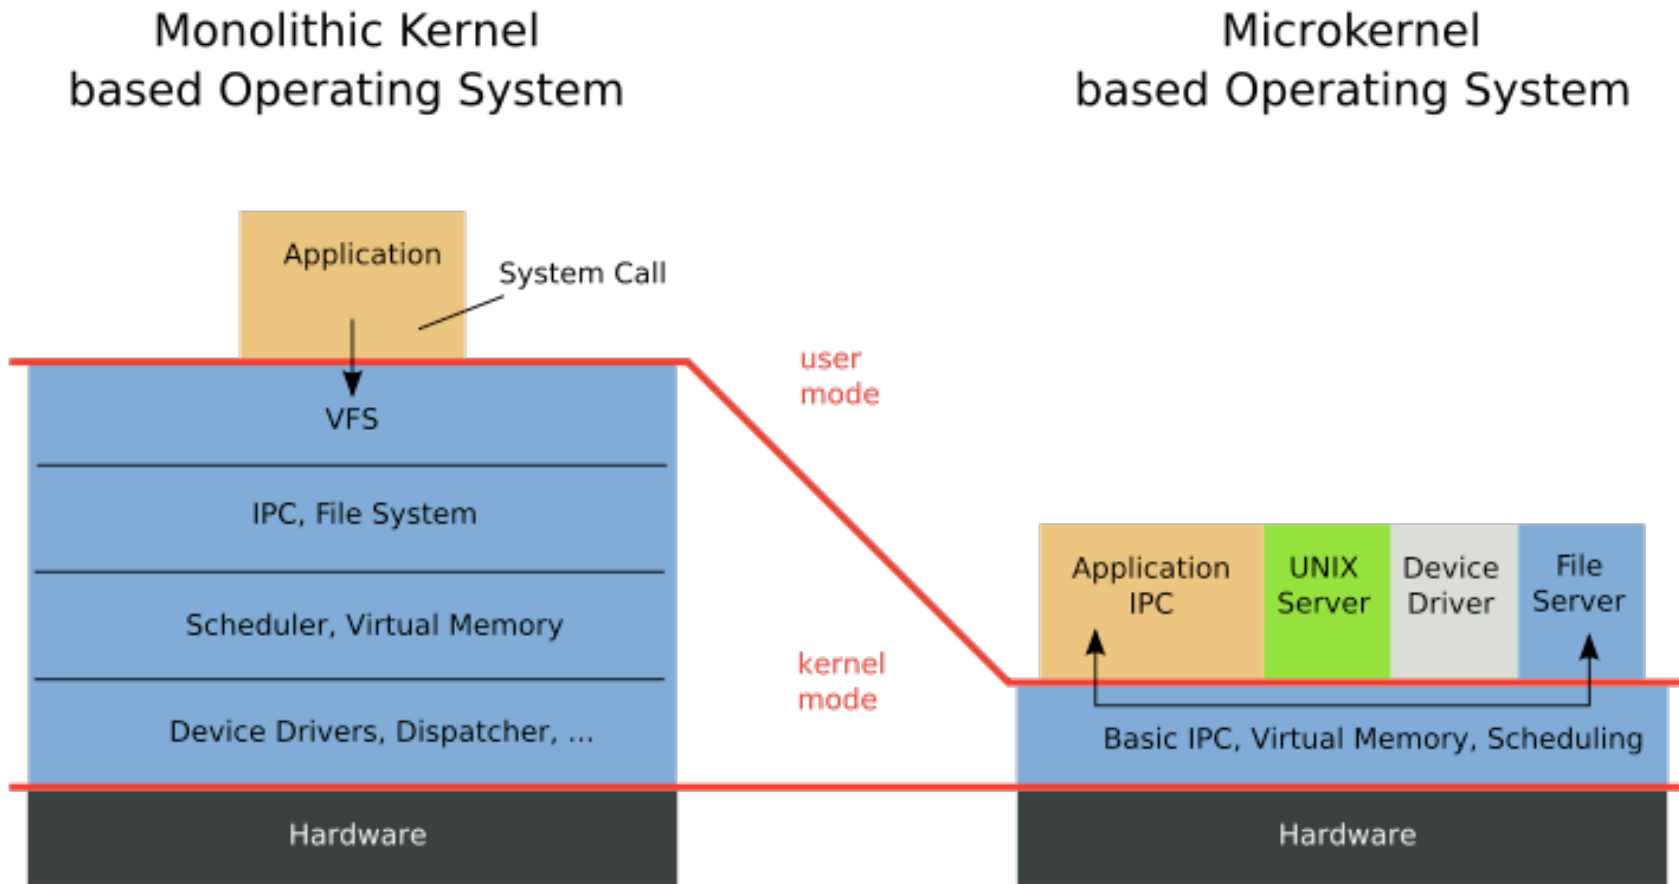 Monolithic Kernel
based Operating System
Microkernel
based Operating System
Application
System Call
user
mode
VFS
IPC, File System
Scheduler, Virtual Memory
Device Drivers, Dispatcher, ...
Hardware
kernel
mode
Application
IPC
UNIX
Server
Device
Driver
File
Server
Basic IPC, Virtual Memory, Scheduling
Hardware